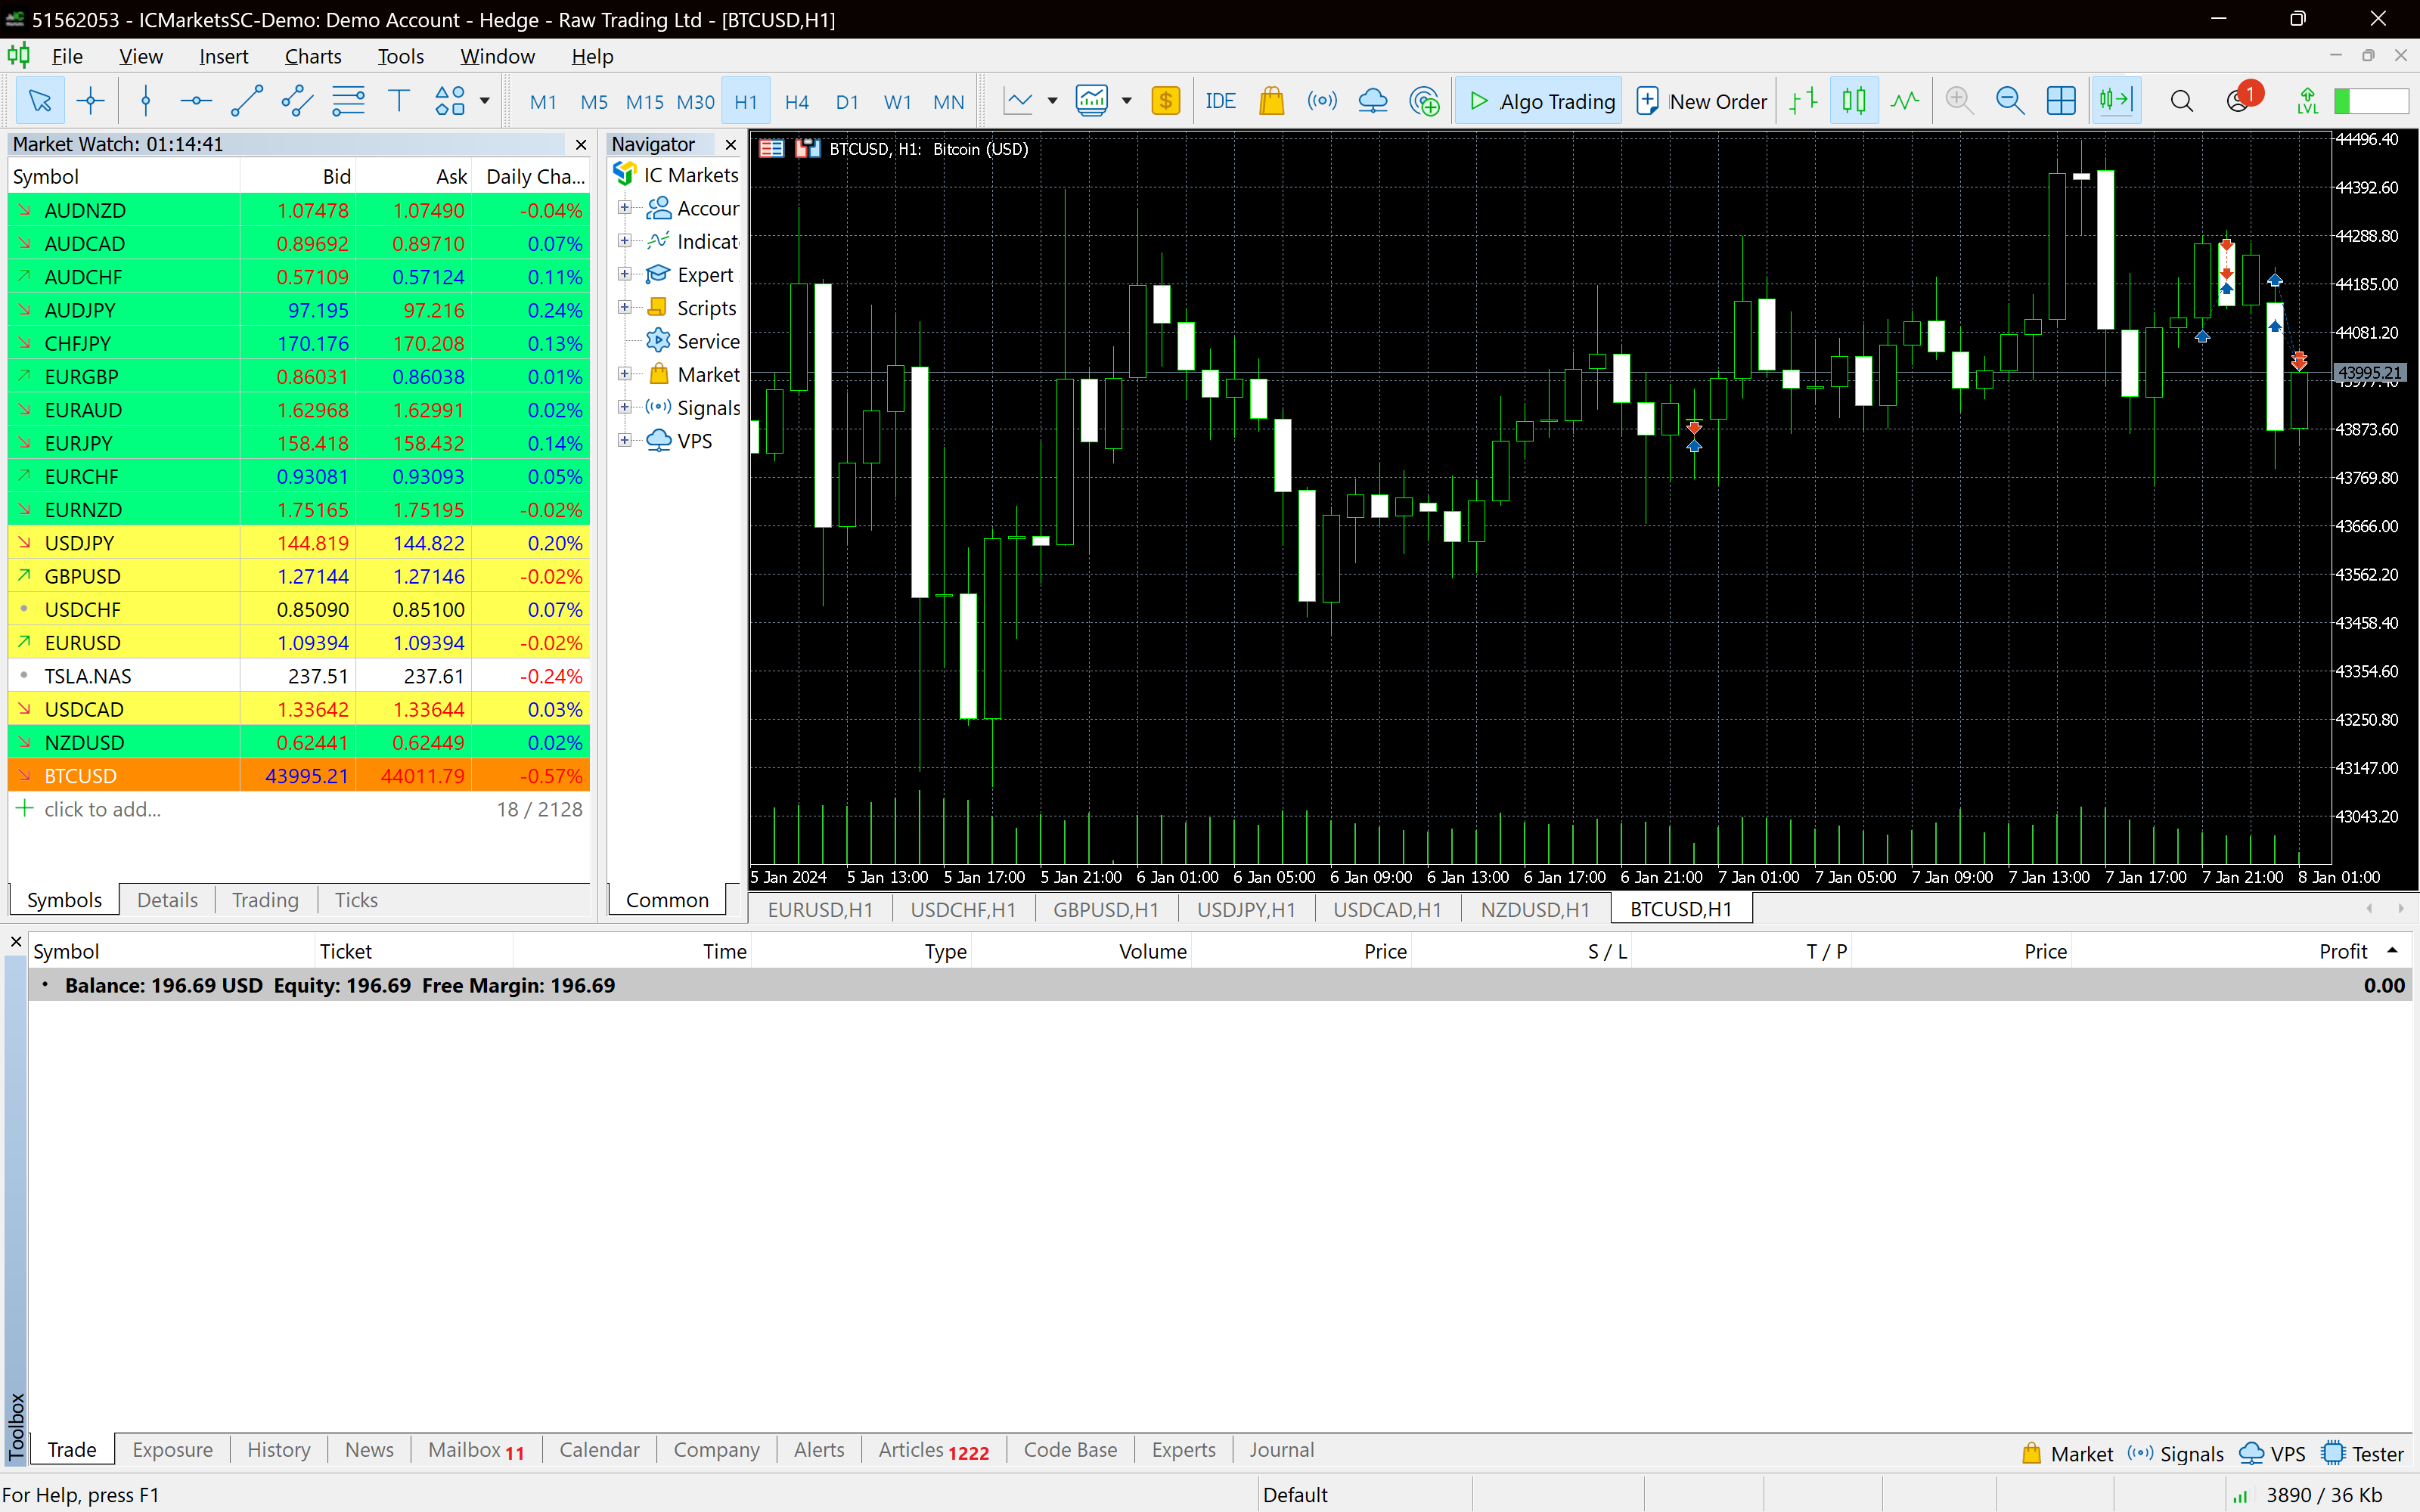 51562053 - ICMarketsSC-Demo: Demo Account - Hedge - Raw Trading Ltd - [BTCUSD,H1]
File View Insert Charts Tools Window Help
M1 M5 M15 M30 H1 H4 D1 W1 MN $ IDE Algo Trading New Order 1 LVL
Market Watch: 01:14:41
Symbol Bid Ask Daily Cha...
AUDNZD 1.07478 1.07490 -0.04%
AUDCAD 0.89692 0.89710 0.07%
AUDCHF 0.57109 0.57124 0.11%
AUDJPY 97.195 97.216 0.24%
CHFJPY 170.176 170.208 0.13%
EURGBP 0.86031 0.86038 0.01%
EURAUD 1.62968 1.62991 0.02%
EURJPY 158.418 158.432 0.14%
EURCHF 0.93081 0.93093 0.05%
EURNZD 1.75165 1.75195 -0.02%
USDJPY 144.819 144.822 0.20%
GBPUSD 1.27144 1.27146 -0.02%
USDCHF 0.85090 0.85100 0.07%
EURUSD 1.09394 1.09394 -0.02%
TSLA.NAS 237.51 237.61 -0.24%
USDCAD 1.33642 1.33644 0.03%
NZDUSD 0.62441 0.62449 0.02%
BTCUSD 43995.21 44011.79 -0.57%
click to add... 18 / 2128
Symbols Details Trading Ticks
Navigator
IC Markets
Accour
Indicat
Expert
Scripts
Service
Market
Signals
VPS
Common
BTCUSD, H1: Bitcoin (USD)
44496.40
44392.60
44288.80
44185.00
44081.20
43995.21
43977.40
43873.60
43769.80
43666.00
43562.20
43458.40
43354.60
43250.80
43147.00
43043.20
5 Jan 2024 5 Jan 13:00 5 Jan 17:00 5 Jan 21:00 6 Jan 01:00 6 Jan 05:00 6 Jan 09:00 6 Jan 13:00 6 Jan 17:00 6 Jan 21:00 7 Jan 01:00 7 Jan 05:00 7 Jan 09:00 7 Jan 13:00 7 Jan 17:00 7 Jan 21:00 8 Jan 01:00
EURUSD,H1 USDCHF,H1 GBPUSD,H1 USDJPY,H1 USDCAD,H1 NZDUSD,H1 BTCUSD,H1
Symbol Ticket Time Type Volume Price S / L T / P Price Profit
Balance: 196.69 USD Equity: 196.69 Free Margin: 196.69 0.00
Toolbox
Trade Exposure History News Mailbox 11 Calendar Company Alerts Articles 1222 Code Base Experts Journal Market Signals VPS Tester
For Help, press F1 Default 3890 / 36 Kb